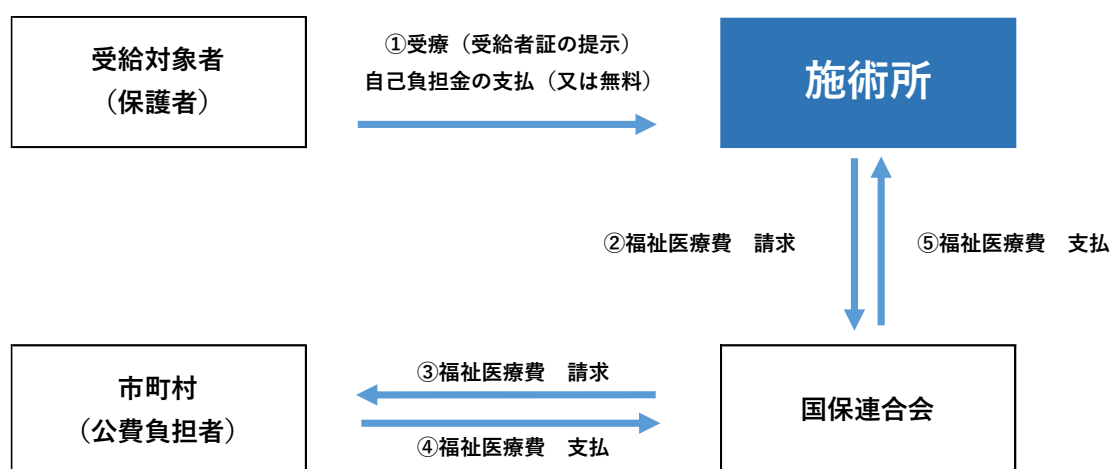 受給対象者
（保護者）
①受療（受給者証の提示）
自己負担金の支払（又は無料）
施術所
②福祉医療費　請求
⑤福祉医療費　支払
市町村
（公費負担者）
③福祉医療費　請求
④福祉医療費　支払
国保連合会